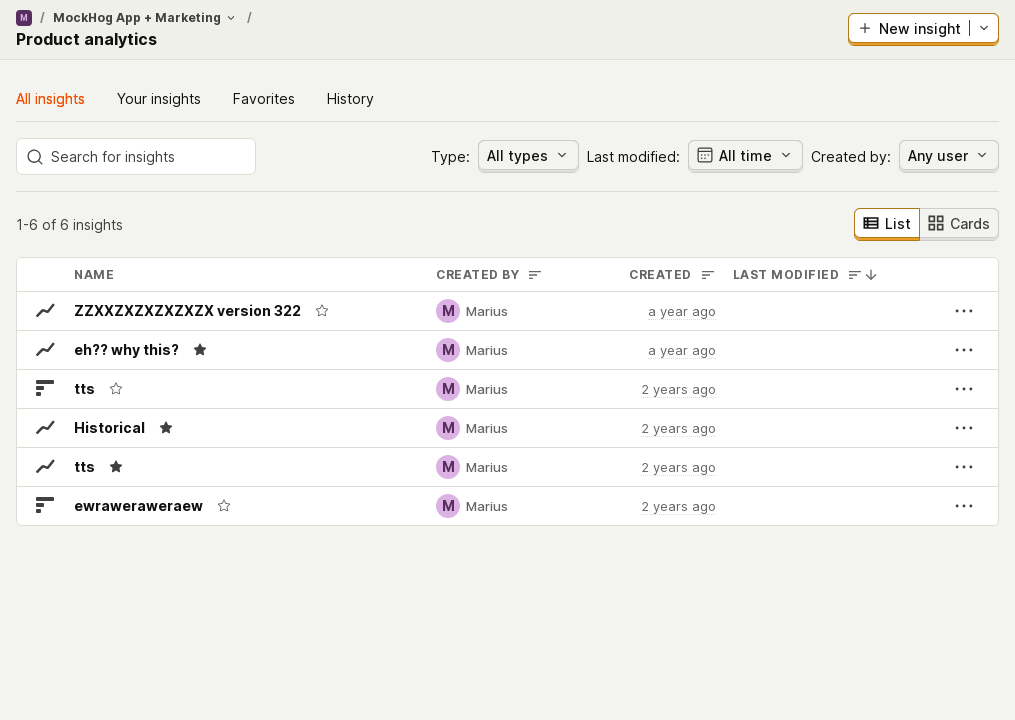 M / MockHog App + Marketing /
Product analytics
New insight
All insights Your insights Favorites History
Search for insights Type: All types Last modified: All time Created by: Any user
1-6 of 6 insights List Cards
NAME CREATED BY CREATED LAST MODIFIED
ZZXXZXZXZXZXZX version 322 M Marius a year ago
eh?? why this? M Marius a year ago
tts M Marius 2 years ago
Historical M Marius 2 years ago
tts M Marius 2 years ago
ewraweraweraew M Marius 2 years ago